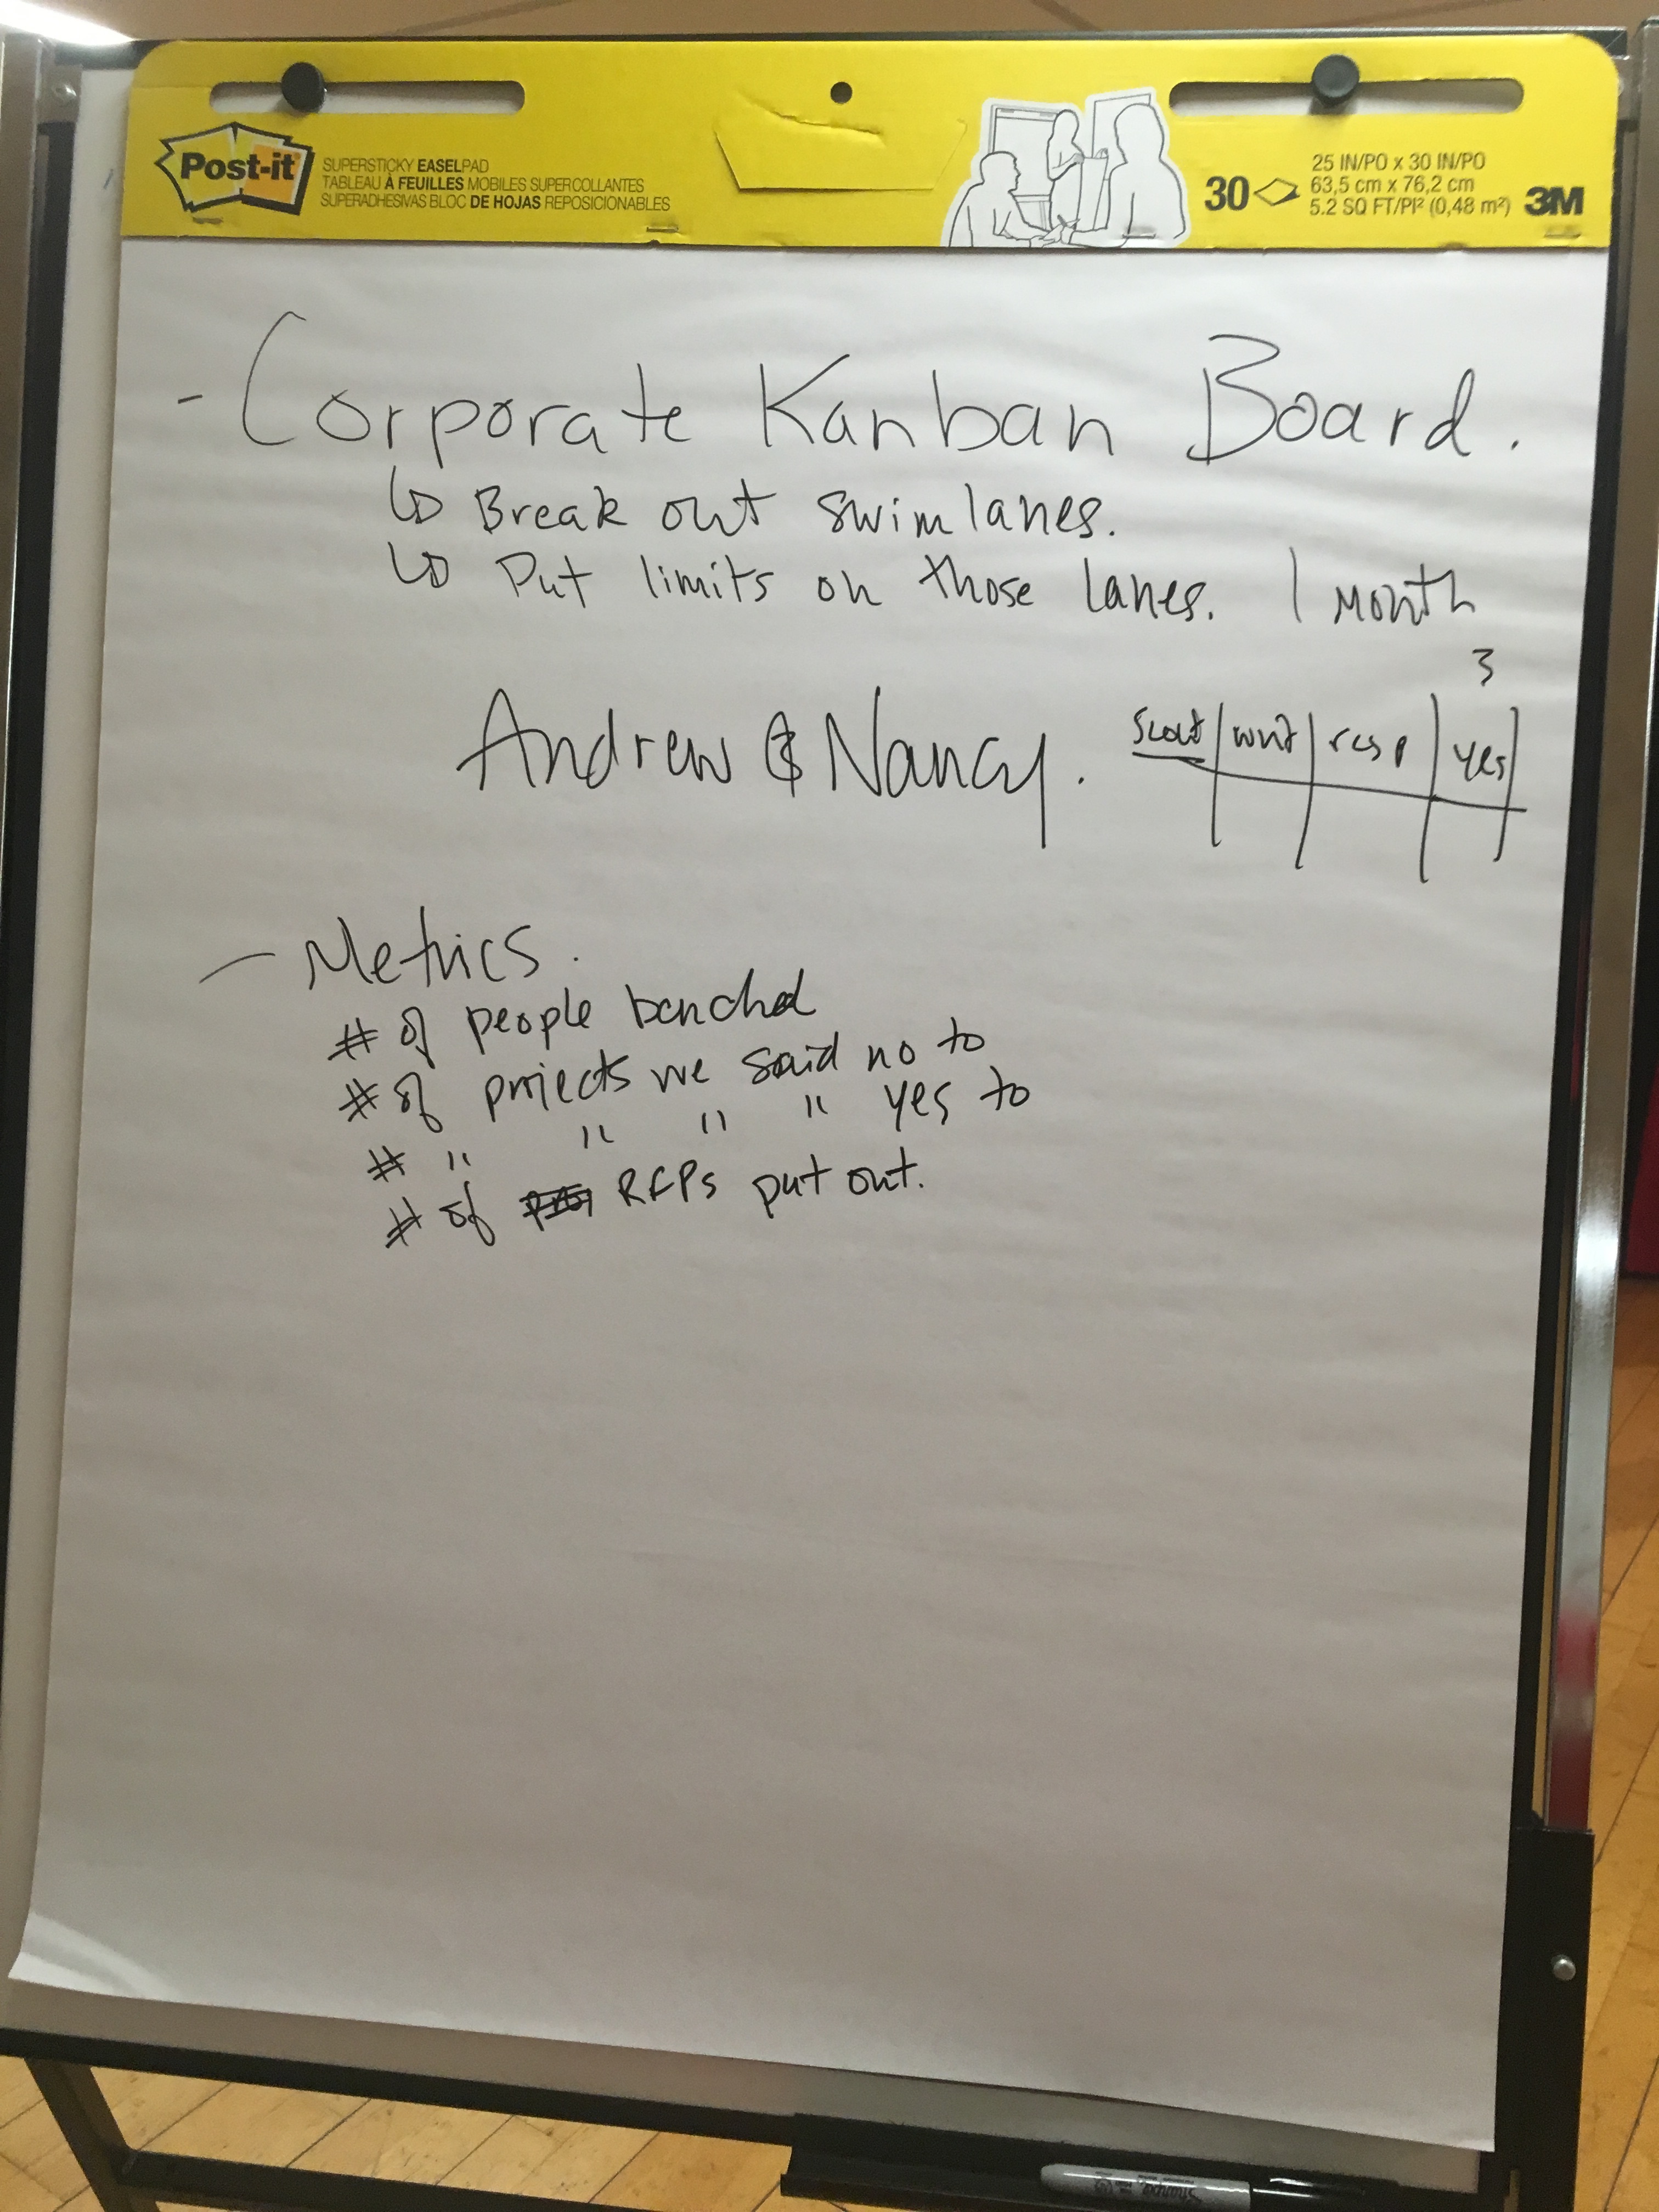 Post-it
SUPERSTICKY EASELPAD
TABLEAU À FEUILLES MOBILES SUPERCOLLANTES
SUPERADHESIVAS BLOC DE HOJAS REPOSICIONABLES
30
25 IN/PO x 30 IN/PO
63,5 cm x 76,2 cm
5.2 SQ FT/PI² (0,48 m²)
3M
- Corporate Kanban Board.
↳ Break out swimlanes.
↳ Put limits on those lanes. 1 month
3
Andrew & Nancy.
scout | | resp | yes
- Metrics.
# of people benched
# of projects we said no to
# " " " " yes to
# of RFPs put out.
Sharpie